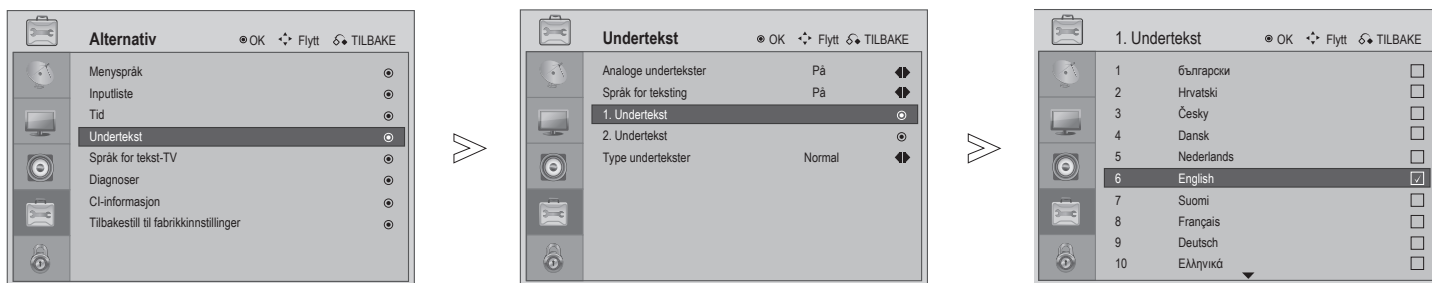 Alternativ OK Flytt TILBAKE
Menyspråk
Inputliste
Tid
Undertekst
Språk for tekst-TV
Diagnoser
CI-informasjon
Tilbakestill til fabrikkinnstillinger
Undertekst OK Flytt TILBAKE
Analoge undertekster På
Språk for teksting På
1. Undertekst
2. Undertekst
Type undertekster Normal
1. Undertekst OK Flytt TILBAKE
1 български
2 Hrvatski
3 Česky
4 Dansk
5 Nederlands
6 English
7 Suomi
8 Français
9 Deutsch
10 Ελληνικά